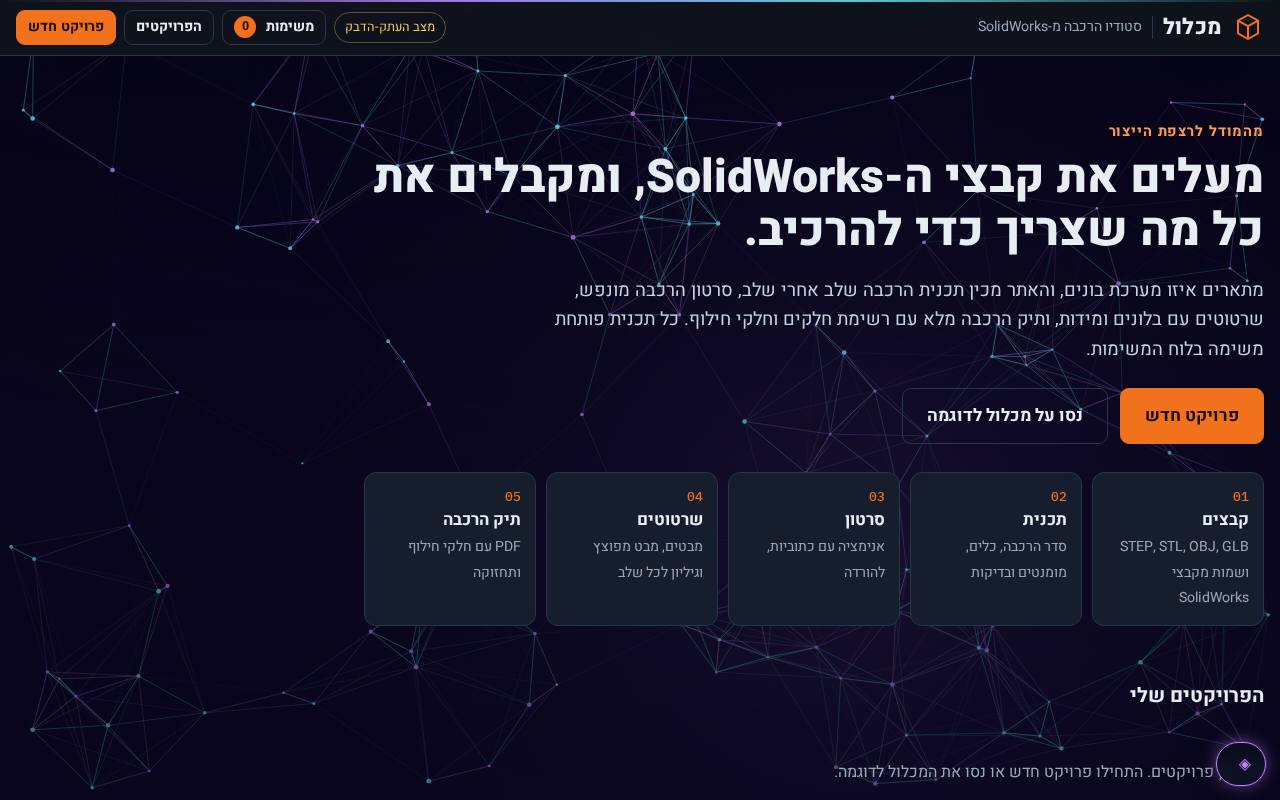 מכלול
סטודיו הרכבה מ-SolidWorks
מצב העתק-הדבק
משימות 0
הפרויקטים
פרויקט חדש
מהמודל לרצפת הייצור
מעלים את קבצי ה-SolidWorks, ומקבלים את
כל מה שצריך כדי להרכיב.
מתארים איזו מערכת בונים, והאתר מכין תכנית הרכבה שלב אחרי שלב, סרטון הרכבה מונפש,
שרטוטים עם בלונים ומידות, ותיק הרכבה מלא עם רשימת חלקים וחלקי חילוף. כל תכנית פותחת
משימה בלוח המשימות.
פרויקט חדש
נסו על מכלול לדוגמה
01
קבצים
STEP, STL, OBJ, GLB
ושמות מקבצי
SolidWorks
02
תכנית
סדר הרכבה, כלים,
מומנטים ובדיקות
03
סרטון
אנימציה עם כתוביות,
להורדה
04
שרטוטים
מבטים, מבט מפוצץ
וגיליון לכל שלב
05
תיק הרכבה
PDF עם חלקי חילוף
ותחזוקה
הפרויקטים שלי
פרויקטים. התחילו פרויקט חדש או נסו את המכלול לדוגמה.